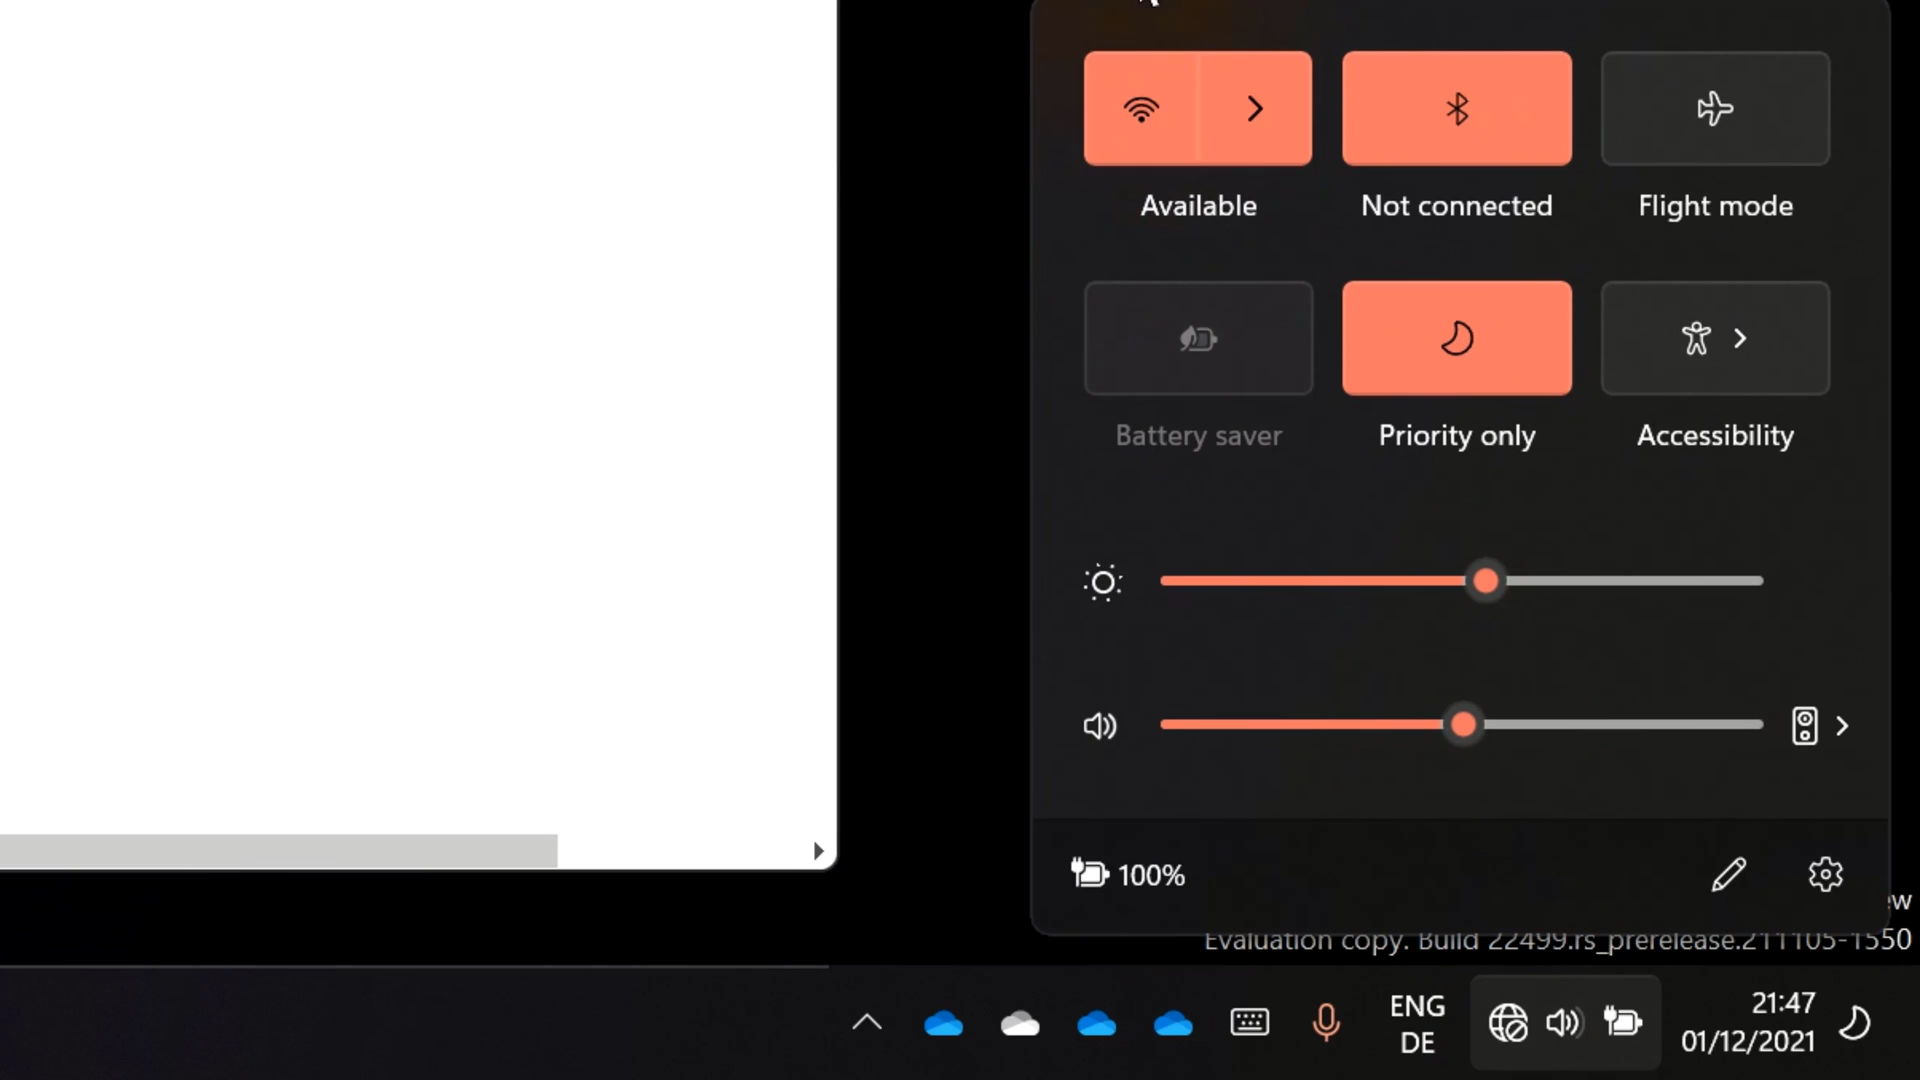 Available
Not connected
Flight mode
Battery saver
Priority only
Accessibility
100%
Evaluation copy. Build 22499.rs_prerelease.211105-1550
ENG
DE
21:47
01/12/2021